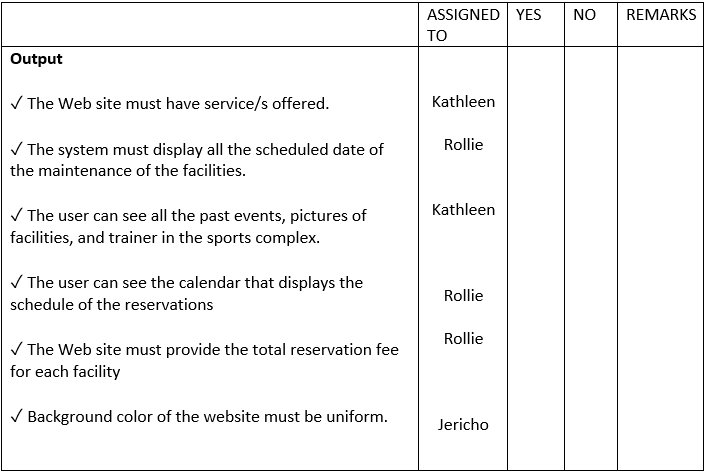 ASSIGNED TO YES NO REMARKS
Output
✓ The Web site must have service/s offered. Kathleen
✓ The system must display all the scheduled date of Rollie
the maintenance of the facilities.
✓ The user can see all the past events, pictures of Kathleen
facilities, and trainer in the sports complex.
✓ The user can see the calendar that displays the
schedule of the reservations Rollie
✓ The Web site must provide the total reservation fee Rollie
for each facility
✓ Background color of the website must be uniform. Jericho